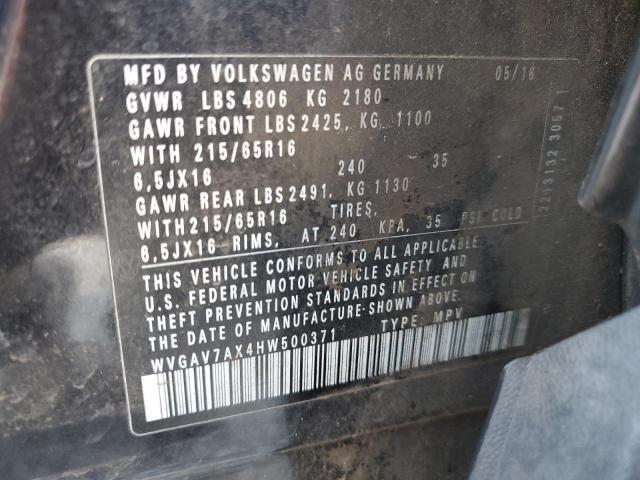 MFD BY VOLKSWAGEN AG GERMANY 05/16
GVWR LBS 4806 KG 2180
GAWR FRONT LBS 2425, KG 1100
WITH 215/65R16
6,5JX16 240 35
GAWR REAR LBS 2491, KG 1130
WITH 215/65R16 TIRES,
6,5JX16 RIMS, AT 240 KPA, 35 PSI COLD
THIS VEHICLE CONFORMS TO ALL APPLICABLE
U.S. FEDERAL MOTOR VEHICLE SAFETY AND
THEFT PREVENTION STANDARDS IN EFFECT ON
THE DATE OF MANUFACTURE-SHOWN ABOVE.
WVGAV7AX4HW500371 TYPE: MPV